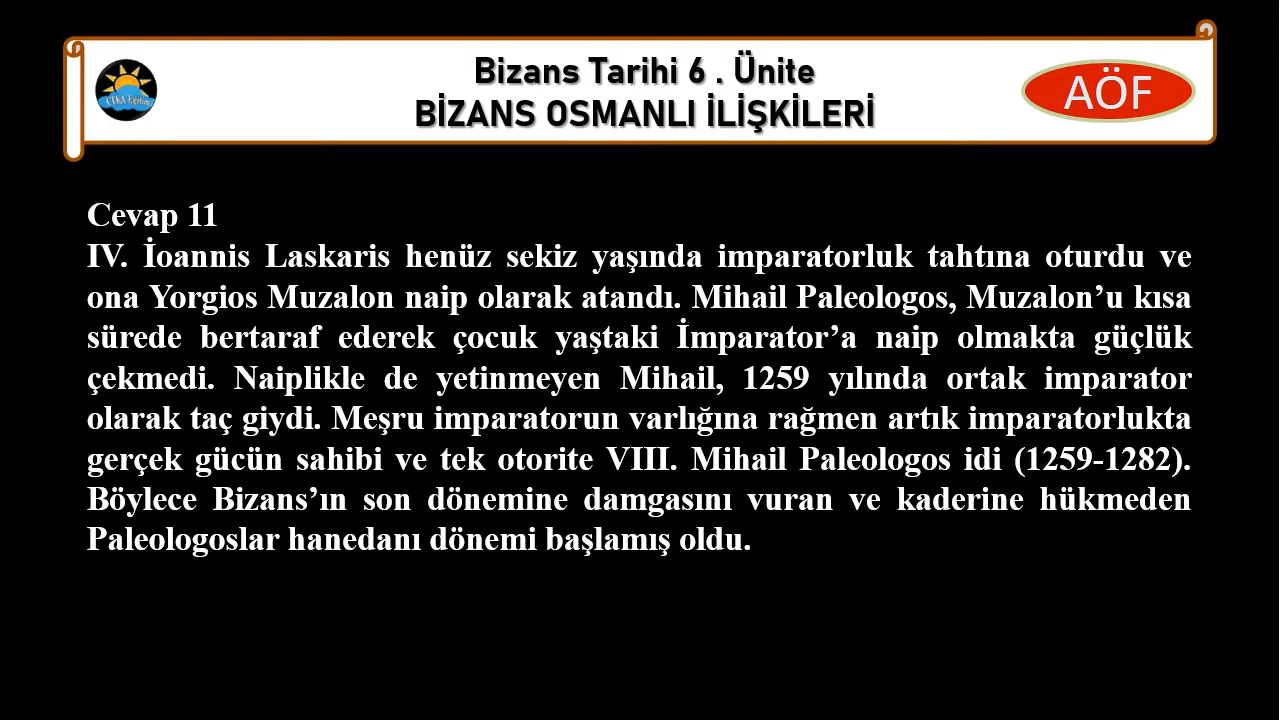 Bizans Tarihi 6 . Ünite
BİZANS OSMANLI İLİŞKİLERİ
ÇTKA Eğitim
AÖF
Cevap 11
IV. İoannis Laskaris henüz sekiz yaşında imparatorluk tahtına oturdu ve
ona Yorgios Muzalon naip olarak atandı. Mihail Paleologos, Muzalon’u kısa
sürede bertaraf ederek çocuk yaştaki İmparator’a naip olmakta güçlük
çekmedi. Naiplikle de yetinmeyen Mihail, 1259 yılında ortak imparator
olarak taç giydi. Meşru imparatorun varlığına rağmen artık imparatorlukta
gerçek gücün sahibi ve tek otorite VIII. Mihail Paleologos idi (1259-1282).
Böylece Bizans’ın son dönemine damgasını vuran ve kaderine hükmeden
Paleologoslar hanedanı dönemi başlamış oldu.